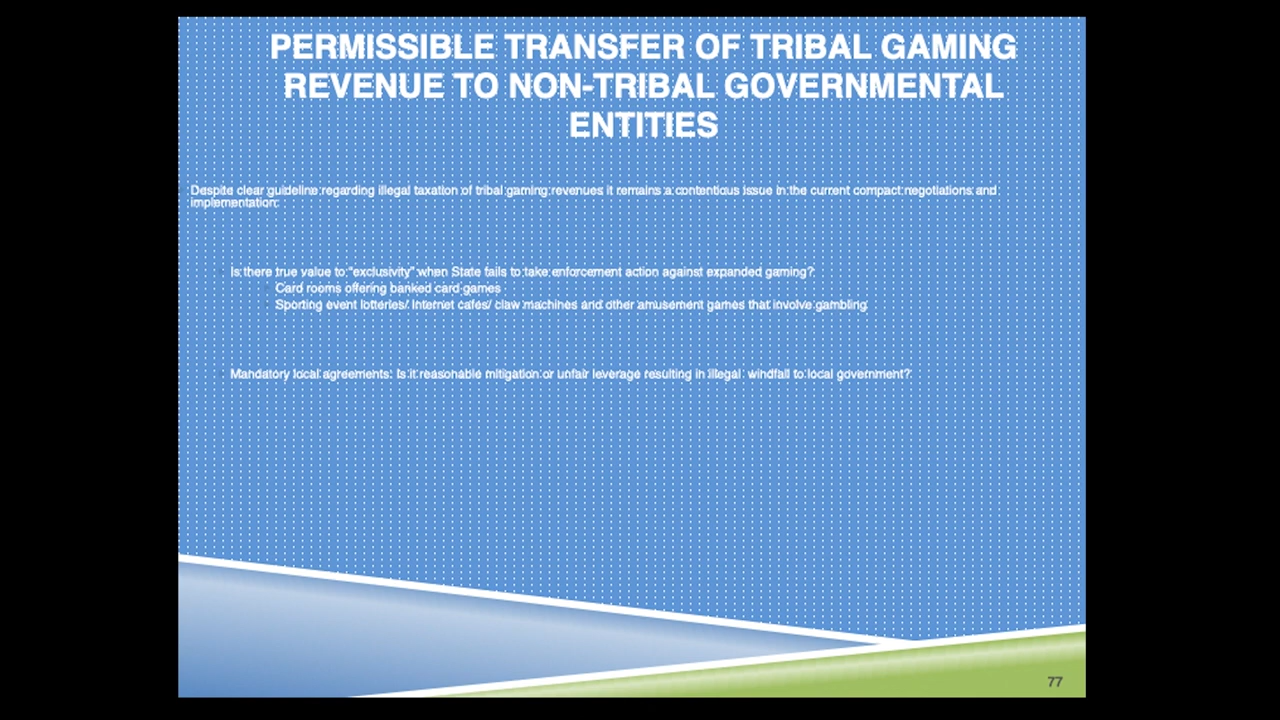 PERMISSIBLE TRANSFER OF TRIBAL GAMING
REVENUE TO NON-TRIBAL GOVERNMENTAL
ENTITIES
Despite clear guideline regarding illegal taxation of tribal gaming revenues it remains a contentious issue in the current compact negotiations and
implementation:
Is there true value to "exclusivity" when State fails to take enforcement action against expanded gaming?
Card rooms offering banked card games
Sporting event lotteries/ Internet cafes/ claw machines and other amusement games that involve gambling
Mandatory local agreements: Is it reasonable mitigation or unfair leverage resulting in illegal windfall to local government?
77